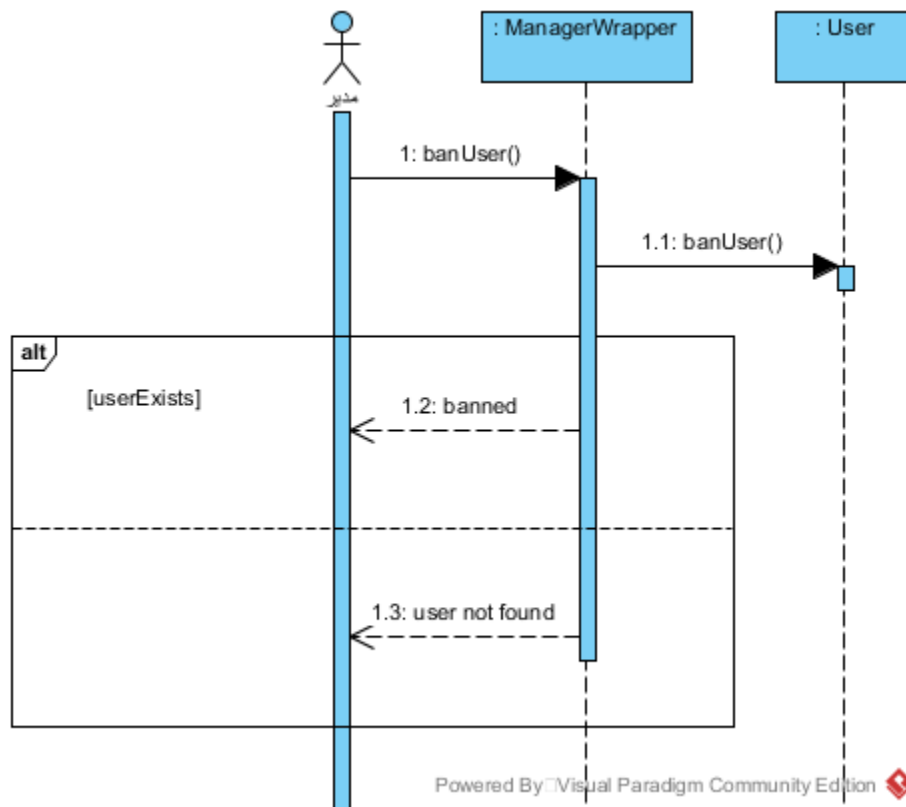 : ManagerWrapper
: User
مدیر
1: banUser()
1.1: banUser()
alt
[userExists]
1.2: banned
1.3: user not found
Powered By Visual Paradigm Community Edition